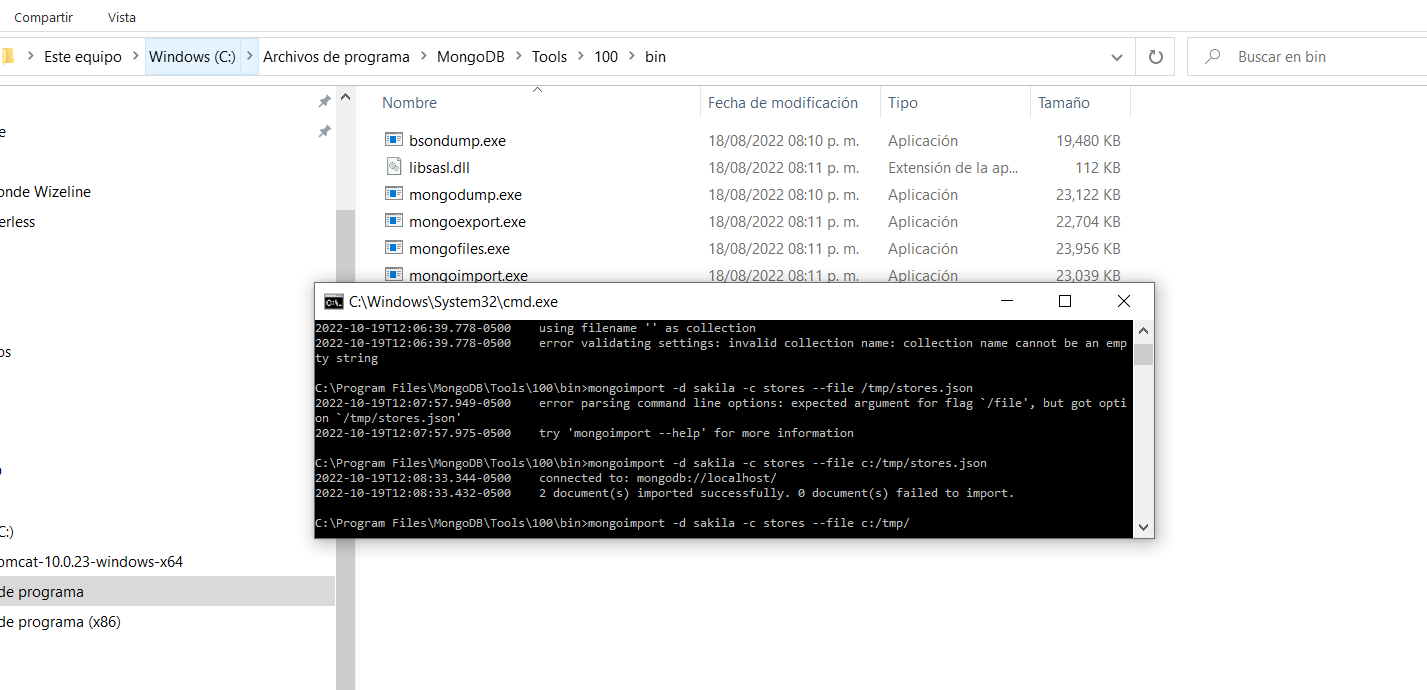 Compartir Vista
Este equipo > Windows (C:) > Archivos de programa > MongoDB > Tools > 100 > bin
Buscar en bin
Nombre Fecha de modificación Tipo Tamaño
bsondump.exe 18/08/2022 08:10 p. m. Aplicación 19,480 KB
libsasl.dll 18/08/2022 08:11 p. m. Extensión de la ap... 112 KB
mongodump.exe 18/08/2022 08:10 p. m. Aplicación 23,122 KB
mongoexport.exe 18/08/2022 08:11 p. m. Aplicación 22,704 KB
mongofiles.exe 18/08/2022 08:11 p. m. Aplicación 23,956 KB
mongoimport.exe 18/08/2022 08:11 p. m. Aplicación 23,039 KB
e
onde Wizeline
erless
os
C:)
omcat-10.0.23-windows-x64
de programa
de programa (x86)
C:\Windows\System32\cmd.exe
2022-10-19T12:06:39.778-0500 using filename '' as collection
2022-10-19T12:06:39.778-0500 error validating settings: invalid collection name: collection name cannot be an emp
ty string
C:\Program Files\MongoDB\Tools\100\bin>mongoimport -d sakila -c stores --file /tmp/stores.json
2022-10-19T12:07:57.949-0500 error parsing command line options: expected argument for flag `/file', but got opti
on `/tmp/stores.json'
2022-10-19T12:07:57.975-0500 try 'mongoimport --help' for more information
C:\Program Files\MongoDB\Tools\100\bin>mongoimport -d sakila -c stores --file c:/tmp/stores.json
2022-10-19T12:08:33.344-0500 connected to: mongodb://localhost/
2022-10-19T12:08:33.432-0500 2 document(s) imported successfully. 0 document(s) failed to import.
C:\Program Files\MongoDB\Tools\100\bin>mongoimport -d sakila -c stores --file c:/tmp/